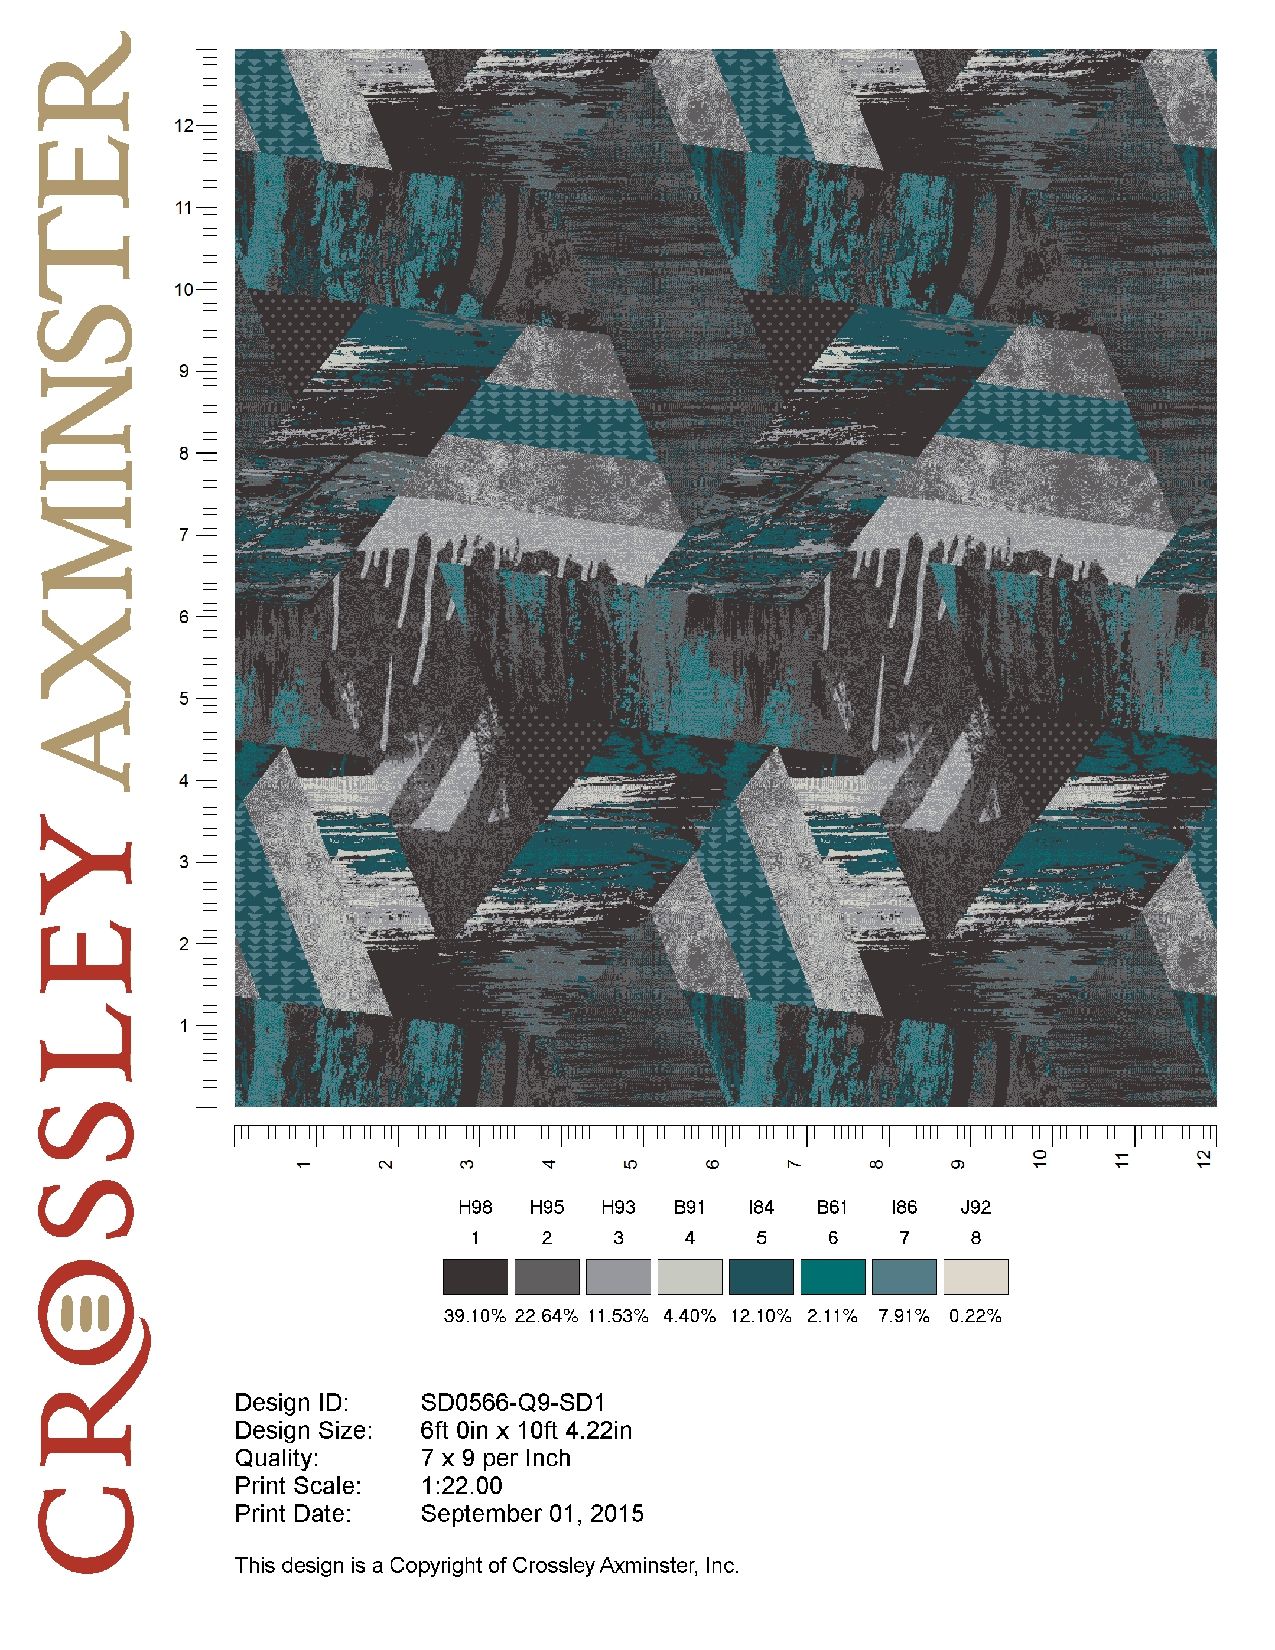 CROSSLEY AXMINSTER
12
11
10
9
8
7
6
5
4
3
2
1
1 2 3 4 5 6 7 8 9 10 11 12
H98 H95 H93 B91 I84 B61 I86 J92
1 2 3 4 5 6 7 8
39.10% 22.64% 11.53% 4.40% 12.10% 2.11% 7.91% 0.22%
Design ID: SD0566-Q9-SD1
Design Size: 6ft 0in x 10ft 4.22in
Quality: 7 x 9 per Inch
Print Scale: 1:22.00
Print Date: September 01, 2015
This design is a Copyright of Crossley Axminster, Inc.